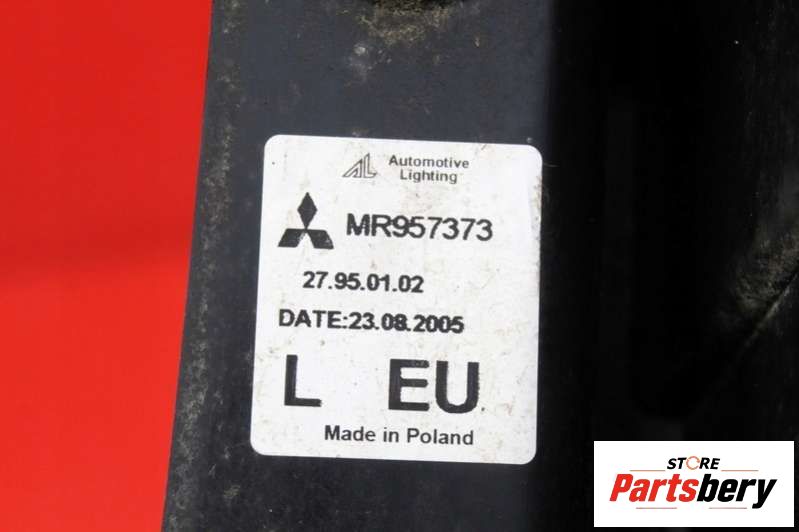 AL Automotive
Lighting
MR957373
27.95.01.02
DATE:23.08.2005
L EU
Made in Poland
STORE
Partsbery